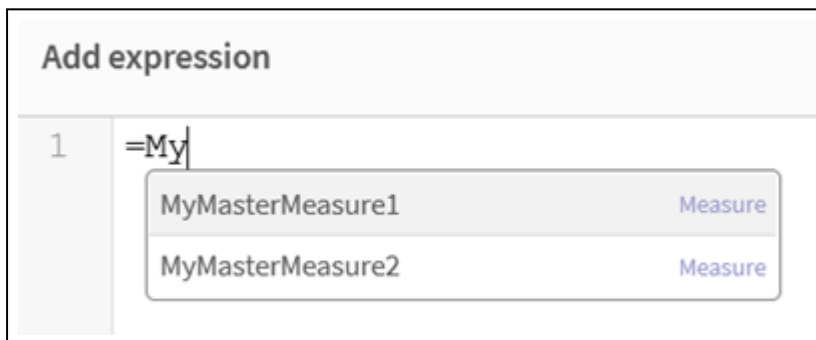 Add expression
1 =My
MyMasterMeasure1 Measure
MyMasterMeasure2 Measure